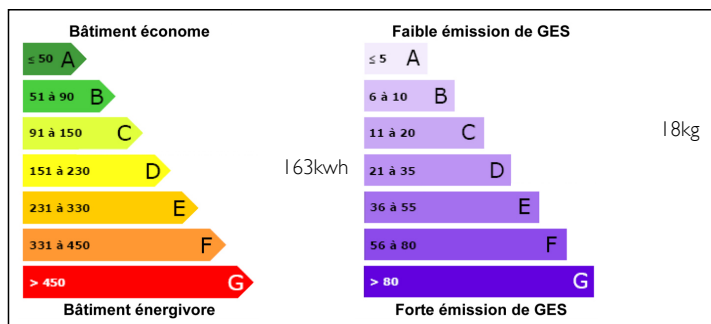 Bâtiment économe
≤ 50 A
51 à 90 B
91 à 150 C
151 à 230 D
231 à 330 E
331 à 450 F
> 450 G
Bâtiment énergivore
163kwh
Faible émission de GES
≤ 5 A
6 à 10 B
11 à 20 C
21 à 35 D
36 à 55 E
56 à 80 F
> 80 G
Forte émission de GES
18kg